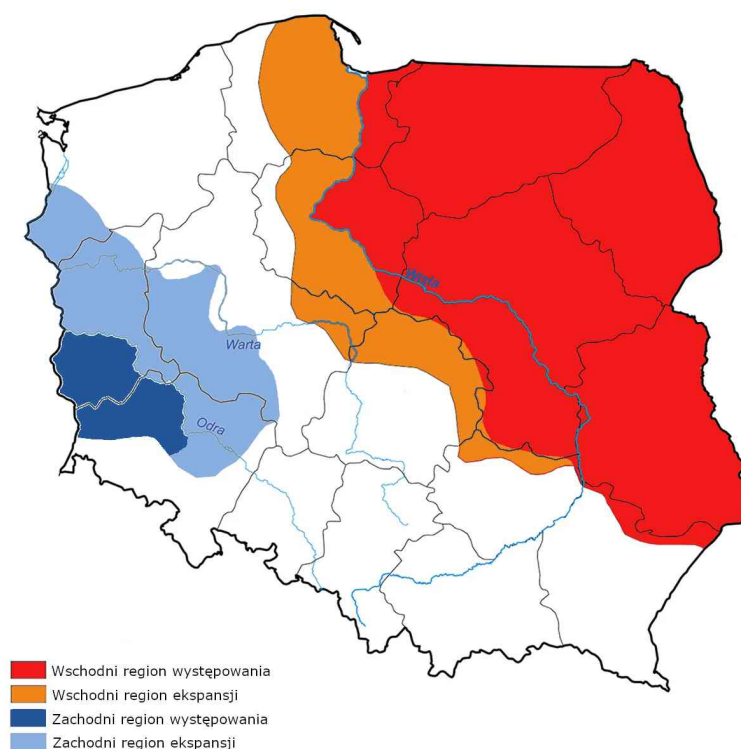 Wisła
Warta
Odra
Wschodni region występowania
Wschodni region ekspansji
Zachodni region występowania
Zachodni region ekspansji